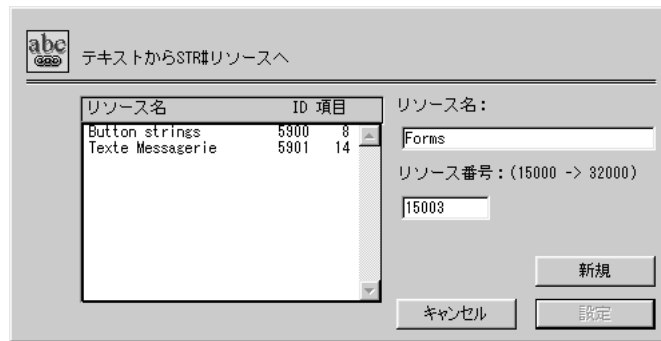 abc
テキストからSTR#リソースへ
リソース名 ID 項目
Button strings 5900 8
Texte Messagerie 5901 14
リソース名：
Forms
リソース番号：(15000 -> 32000)
15003
新規
キャンセル 設定